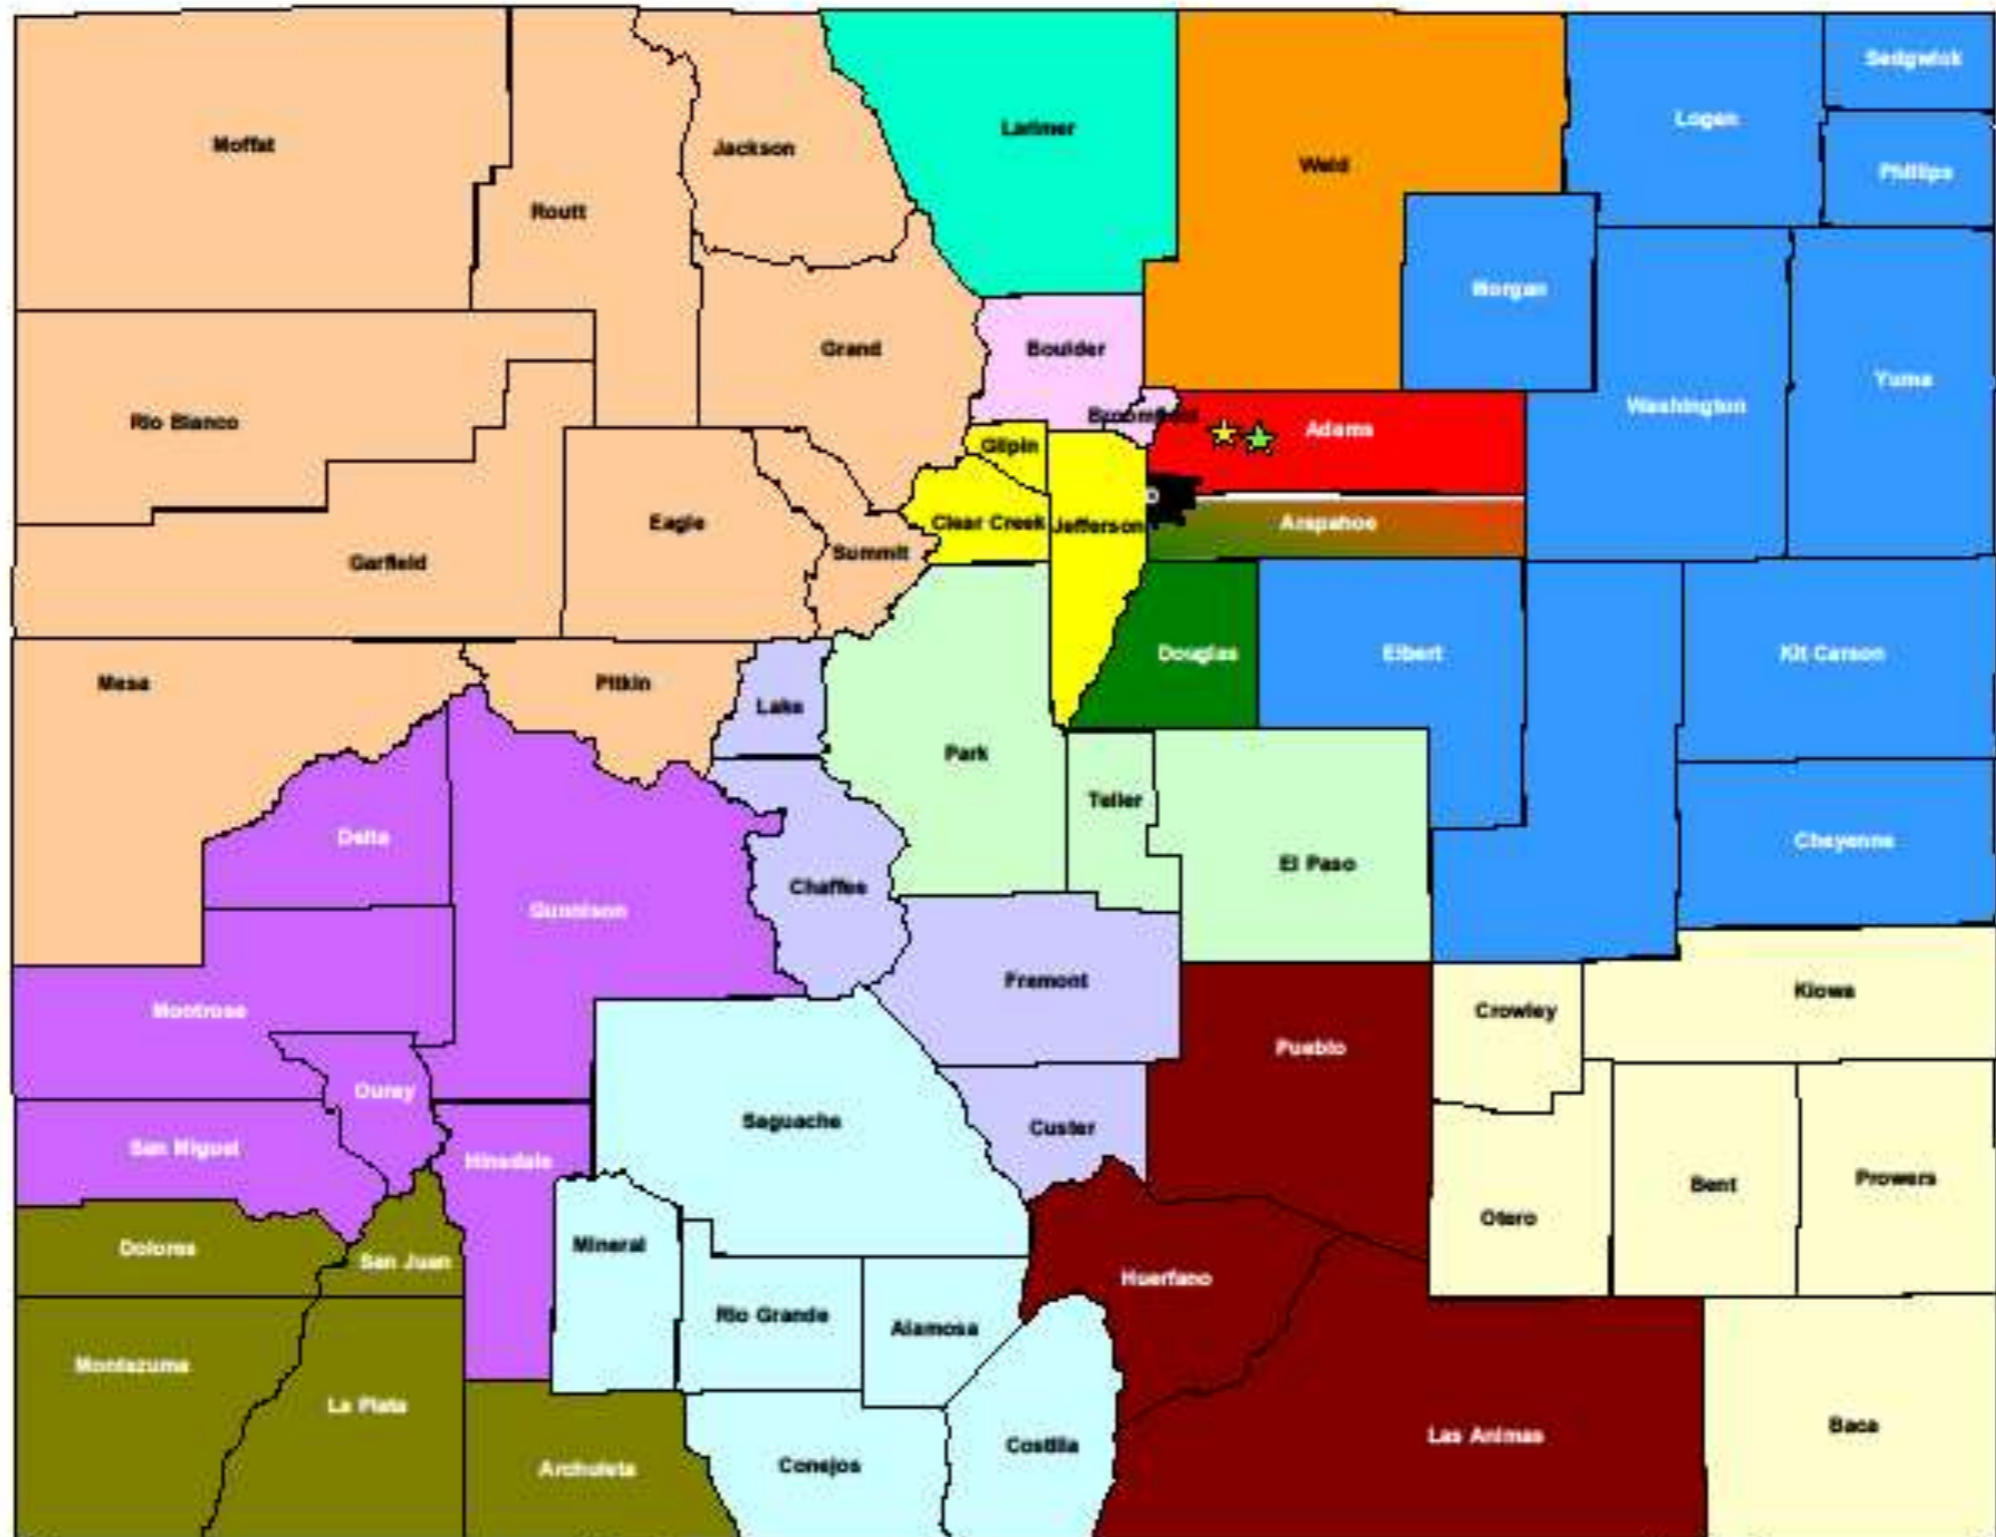 Moffat
Routt
Jackson
Larimer
Weld
Logan
Sedgwick
Phillips
Morgan
Washington
Yuma
Rio Blanco
Grand
Boulder
Broomfield
Gilpin
Adams
Garfield
Eagle
Summit
Clear Creek
Jefferson
Arapahoe
Mesa
Pitkin
Lake
Park
Douglas
Elbert
Kit Carson
Delta
Gunnison
Chaffee
Teller
El Paso
Cheyenne
Montrose
Fremont
Pueblo
Crowley
Kiowa
Ouray
San Miguel
Hinsdale
Saguache
Custer
Otero
Bent
Prowers
Dolores
San Juan
Mineral
Rio Grande
Alamosa
Huerfano
Montezuma
La Plata
Archuleta
Conejos
Costilla
Las Animas
Baca